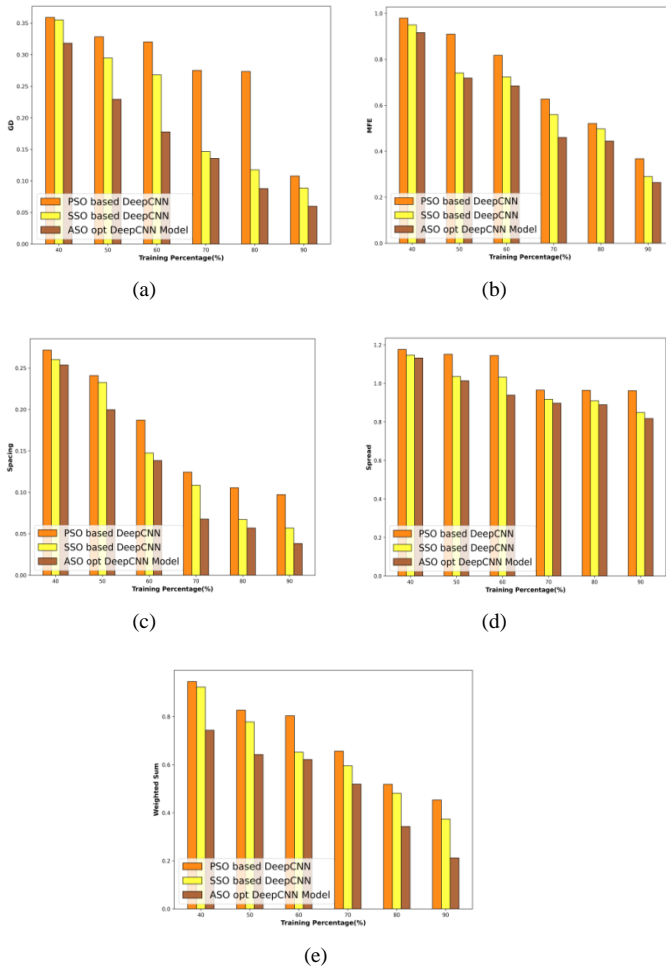 0.35
0.30
0.25
0.20
0.15
0.10
0.05
0.00
GD
PSO based DeepCNN
SSO based DeepCNN
ASO opt DeepCNN Model
40 50 60 70 80 90
Training Percentage(%)
(a)
1.0
0.8
0.6
0.4
0.2
0.0
MFE
PSO based DeepCNN
SSO based DeepCNN
ASO opt DeepCNN Model
40 50 60 70 80 90
Training Percentage(%)
(b)
0.25
0.20
0.15
0.10
0.05
0.00
Spacing
PSO based DeepCNN
SSO based DeepCNN
ASO opt DeepCNN Model
40 50 60 70 80 90
Training Percentage(%)
(c)
1.2
1.0
0.8
0.6
0.4
0.2
0.0
Spread
PSO based DeepCNN
SSO based DeepCNN
ASO opt DeepCNN Model
40 50 60 70 80 90
Training Percentage(%)
(d)
0.8
0.6
0.4
0.2
0.0
Weighted Sum
PSO based DeepCNN
SSO based DeepCNN
ASO opt DeepCNN Model
40 50 60 70 80 90
Training Percentage(%)
(e)